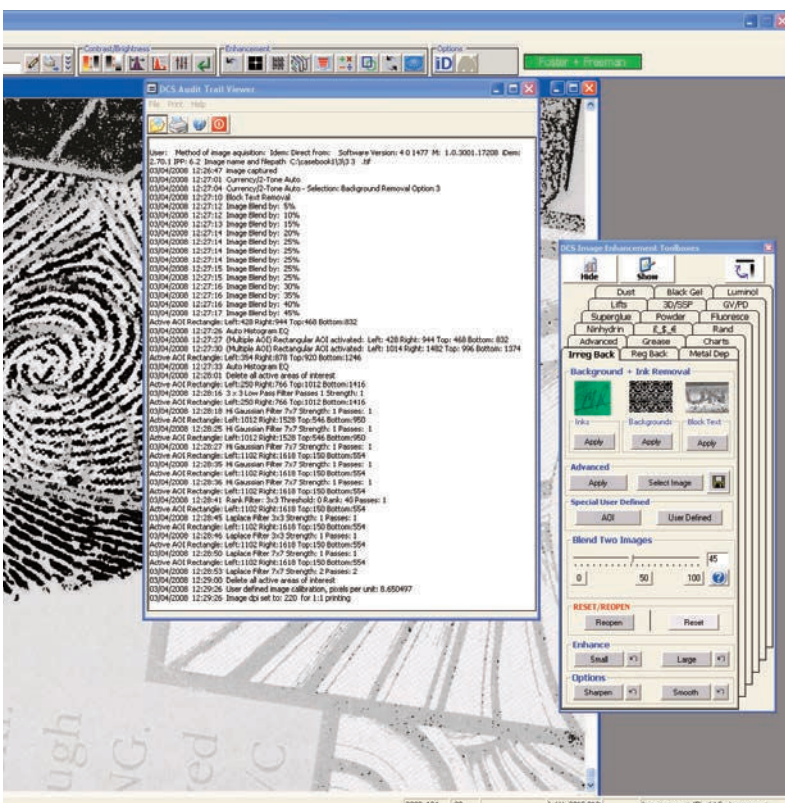 Contrast/Brightness
Enhancement
Options
iD
Foster + Freeman
DCS Audit Trail Viewer
File Print Help
User: Method of image aquisition: Idem: Direct from: Software Version: 4 0 1477 M: 1.0.3001.17208 iDem:
2.70.1 IPP: 6.2 Image name and filepath C:\casebook1\3\3 3 .tif
03/04/2008 12:26:47 image captured
03/04/2008 12:27:01 Currency/2-Tone Auto
03/04/2008 12:27:04 Currency/2-Tone Auto - Selection: Background Removal Option 3
03/04/2008 12:27:10 Block Text Removal
03/04/2008 12:27:12 Image Blend by: 5%
03/04/2008 12:27:12 Image Blend by: 10%
03/04/2008 12:27:13 Image Blend by: 15%
03/04/2008 12:27:14 Image Blend by: 20%
03/04/2008 12:27:14 Image Blend by: 25%
03/04/2008 12:27:14 Image Blend by: 25%
03/04/2008 12:27:14 Image Blend by: 25%
03/04/2008 12:27:15 Image Blend by: 25%
03/04/2008 12:27:15 Image Blend by: 25%
03/04/2008 12:27:16 Image Blend by: 30%
03/04/2008 12:27:16 Image Blend by: 35%
03/04/2008 12:27:16 Image Blend by: 40%
03/04/2008 12:27:17 Image Blend by: 45%
Active AOI Rectangle: Left:428 Right:944 Top:468 Bottom:832
03/04/2008 12:27:26 Auto Histogram EQ
03/04/2008 12:27:27 (Multiple AOI) Rectangular AOI activated: Left: 428 Right: 944 Top: 468 Bottom: 832
03/04/2008 12:27:30 (Multiple AOI) Rectangular AOI activated: Left: 1014 Right: 1482 Top: 996 Bottom: 1374
Active AOI Rectangle: Left:354 Right:878 Top:920 Bottom:1246
03/04/2008 12:27:33 Auto Histogram EQ
03/04/2008 12:28:01 Delete all active areas of interest
Active AOI Rectangle: Left:250 Right:766 Top:1012 Bottom:1416
03/04/2008 12:28:16 3 x 3 Low Pass Filter Passes 1 Strength: 1
Active AOI Rectangle: Left:250 Right:766 Top:1012 Bottom:1416
03/04/2008 12:28:18 Hi Gaussian Filter 7x7 Strength: 1 Passes: 1
Active AOI Rectangle: Left:1012 Right:1528 Top:546 Bottom:950
03/04/2008 12:28:25 Hi Gaussian Filter 7x7 Strength: 1 Passes: 1
Active AOI Rectangle: Left:1012 Right:1528 Top:546 Bottom:950
03/04/2008 12:28:27 Hi Gaussian Filter 7x7 Strength: 1 Passes: 1
Active AOI Rectangle: Left:1102 Right:1618 Top:150 Bottom:554
03/04/2008 12:28:35 Hi Gaussian Filter 7x7 Strength: 1 Passes: 1
Active AOI Rectangle: Left:1102 Right:1618 Top:150 Bottom:554
03/04/2008 12:28:36 Hi Gaussian Filter 7x7 Strength: 1 Passes: 1
Active AOI Rectangle: Left:1102 Right:1618 Top:150 Bottom:554
03/04/2008 12:28:41 Rank Filter: 3x3 Threshold: 0 Rank: 40 Passes: 1
Active AOI Rectangle: Left:1102 Right:1618 Top:150 Bottom:554
03/04/2008 12:28:45 Laplace Filter 3x3 Strength: 1 Passes: 1
Active AOI Rectangle: Left:1102 Right:1618 Top:150 Bottom:554
03/04/2008 12:28:46 Laplace Filter 3x3 Strength: 1 Passes: 1
Active AOI Rectangle: Left:1102 Right:1618 Top:150 Bottom:554
03/04/2008 12:28:50 Laplace Filter 7x7 Strength: 1 Passes: 1
Active AOI Rectangle: Left:1102 Right:1618 Top:150 Bottom:554
03/04/2008 12:28:53 Laplace Filter 7x7 Strength: 2 Passes: 2
03/04/2008 12:29:00 Delete all active areas of interest
03/04/2008 12:29:26 User defined image calibration, pixels per unit: 8.650497
03/04/2008 12:29:26 Image dpi set to: 220 for 1:1 printing
DCS Image Enhancement Toolboxes
Hide Show
Dust Black Gel Luminol
Lifts 3D/SSP GV/PD
Superglue Powder Fluoresce
Ninhydrin £_$_€ Rand
Advanced Grease Charts
Irreg Back Reg Back Metal Dep
Background + Ink Removal
Inks Backgrounds Block Text
Apply Apply Apply
Advanced
Apply Select Image
Special User Defined
AOI User Defined
Blend Two Images
45
0 50 100
RESET/REOPEN
Reopen Reset
Enhance
Small Large
Options
Sharpen Smooth
ugh
NG.
ed
V/C